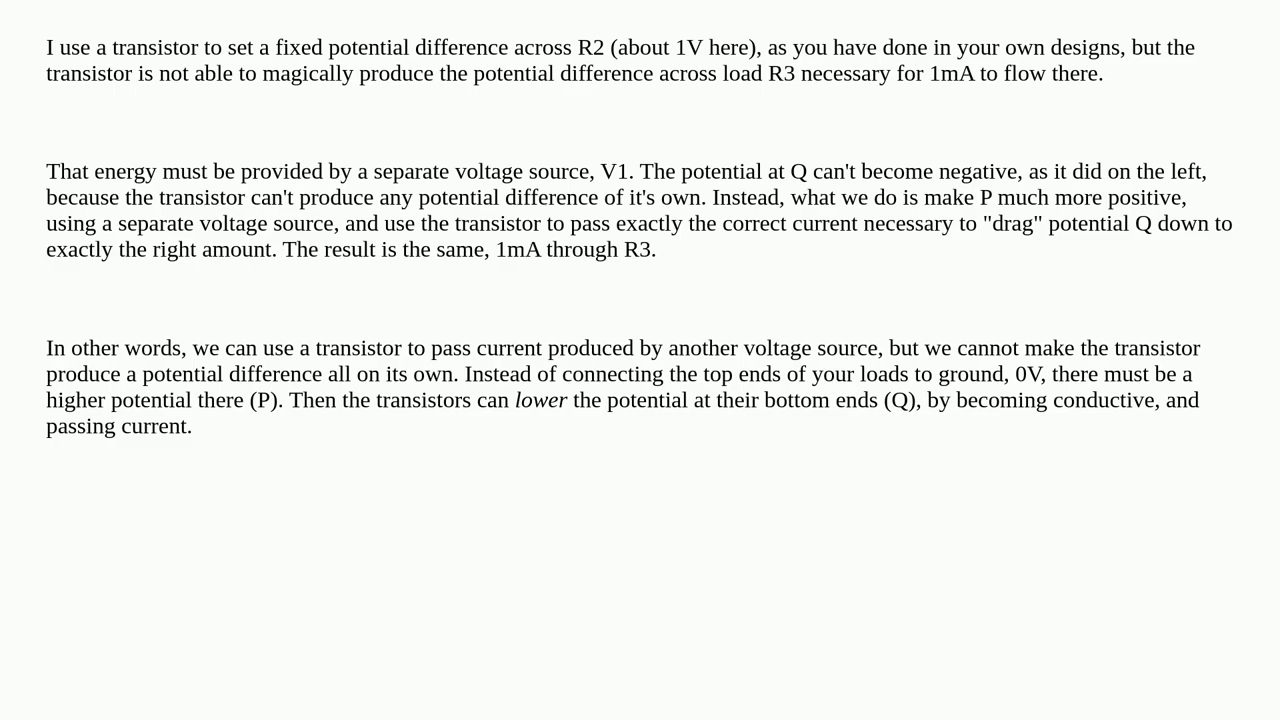 I use a transistor to set a fixed potential difference across R2 (about 1V here), as you have done in your own designs, but the
transistor is not able to magically produce the potential difference across load R3 necessary for 1mA to flow there.
That energy must be provided by a separate voltage source, V1. The potential at Q can't become negative, as it did on the left,
because the transistor can't produce any potential difference of it's own. Instead, what we do is make P much more positive,
using a separate voltage source, and use the transistor to pass exactly the correct current necessary to "drag" potential Q down to
exactly the right amount. The result is the same, 1mA through R3.
In other words, we can use a transistor to pass current produced by another voltage source, but we cannot make the transistor
produce a potential difference all on its own. Instead of connecting the top ends of your loads to ground, 0V, there must be a
higher potential there (P). Then the transistors can lower the potential at their bottom ends (Q), by becoming conductive, and
passing current.